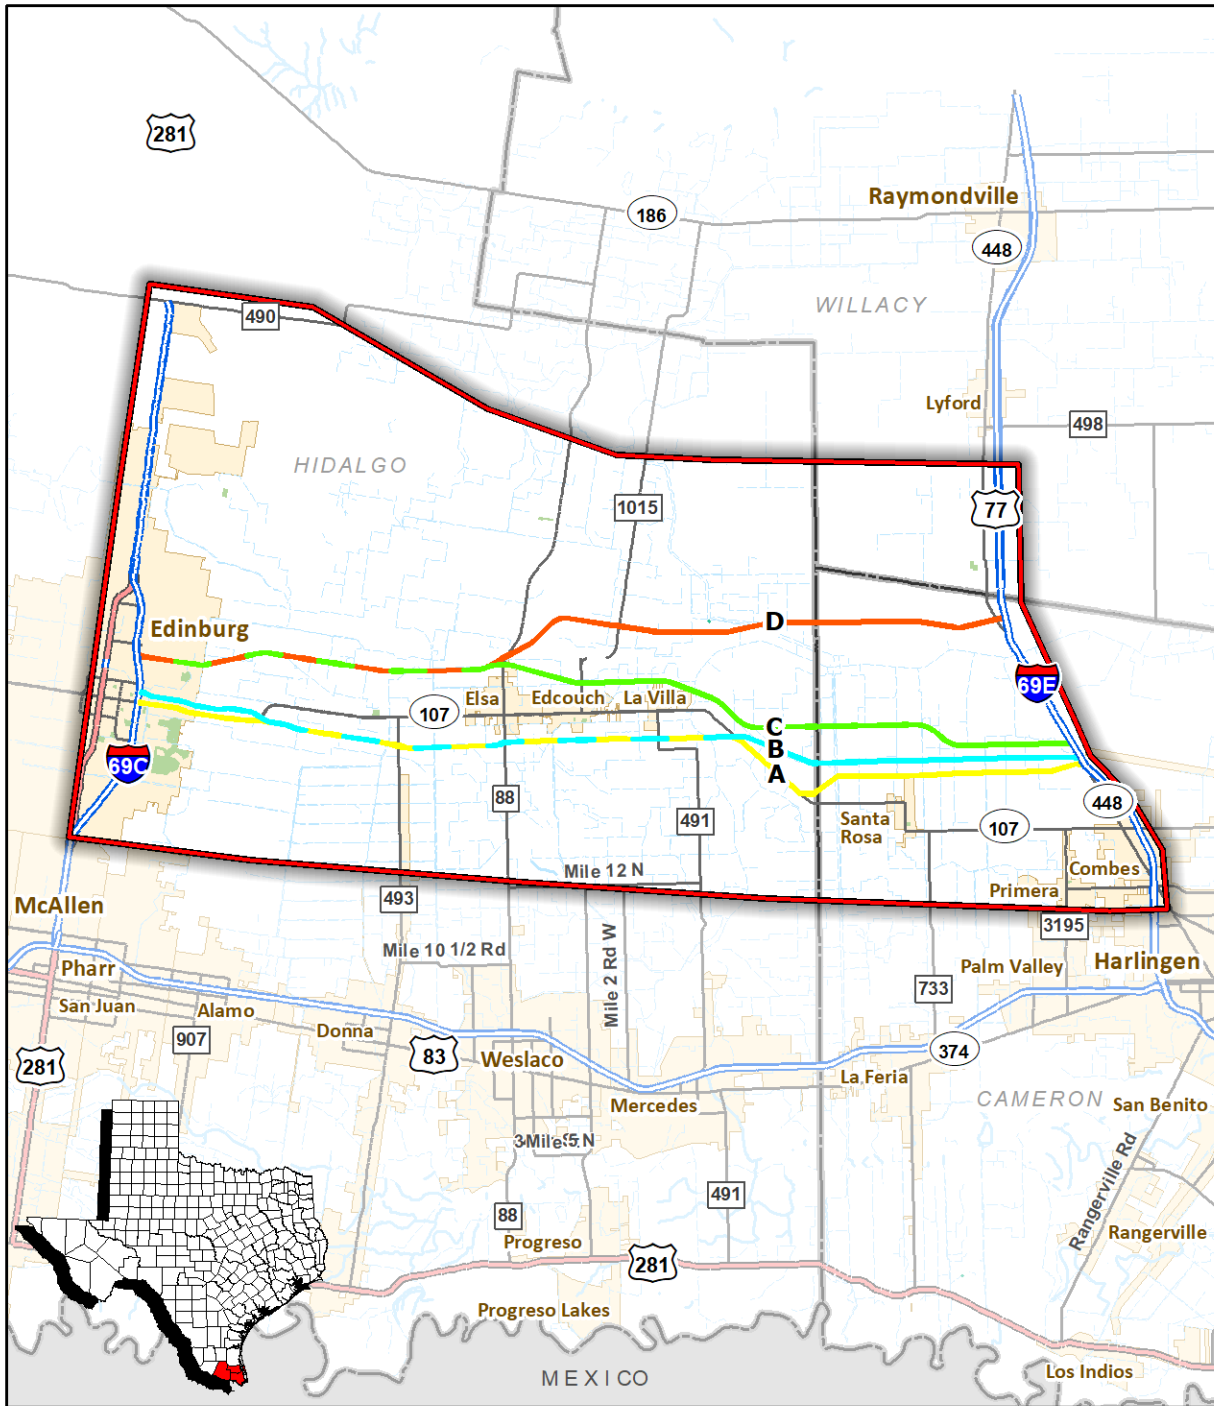 281
186
Raymondville
448
WILLACY
490
Lyford
498
HIDALGO
1015
77
D
Edinburg
69E
Elsa
Edcouch
La Villa
107
C
B
A
69C
88
491
Santa
Rosa
448
107
Combes
Mile 12 N
Primera
493
McAllen
3195
Mile 10 1/2 Rd
Mile 2 Rd W
Palm Valley
Harlingen
Pharr
733
San Juan
Alamo
Donna
907
83
374
281
Weslaco
La Feria
Mercedes
CAMERON
San Benito
Mile 5 N
491
Rangerville Rd
88
Progreso
Rangerville
281
Progreso Lakes
Los Indios
MEXICO